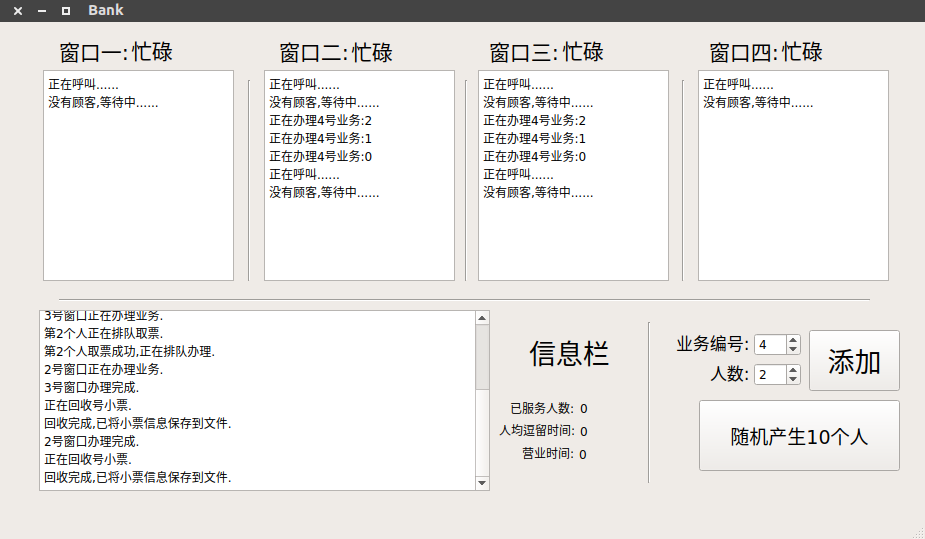 Bank
窗口一: 忙碌
窗口二: 忙碌
窗口三: 忙碌
窗口四: 忙碌
正在呼叫......
没有顾客,等待中......
正在呼叫......
没有顾客,等待中......
正在办理4号业务:2
正在办理4号业务:1
正在办理4号业务:0
正在呼叫......
没有顾客,等待中......
正在呼叫......
没有顾客,等待中......
正在办理4号业务:2
正在办理4号业务:1
正在办理4号业务:0
正在呼叫......
没有顾客,等待中......
正在呼叫......
没有顾客,等待中......
3号窗口正在办理业务.
第2个人正在排队取票.
第2个人取票成功,正在排队办理.
2号窗口正在办理业务.
3号窗口办理完成.
正在回收号小票.
回收完成,已将小票信息保存到文件.
2号窗口办理完成.
正在回收号小票.
回收完成,已将小票信息保存到文件.
信息栏
已服务人数: 0
人均逗留时间: 0
营业时间: 0
业务编号: 4
人数: 2
添加
随机产生10个人